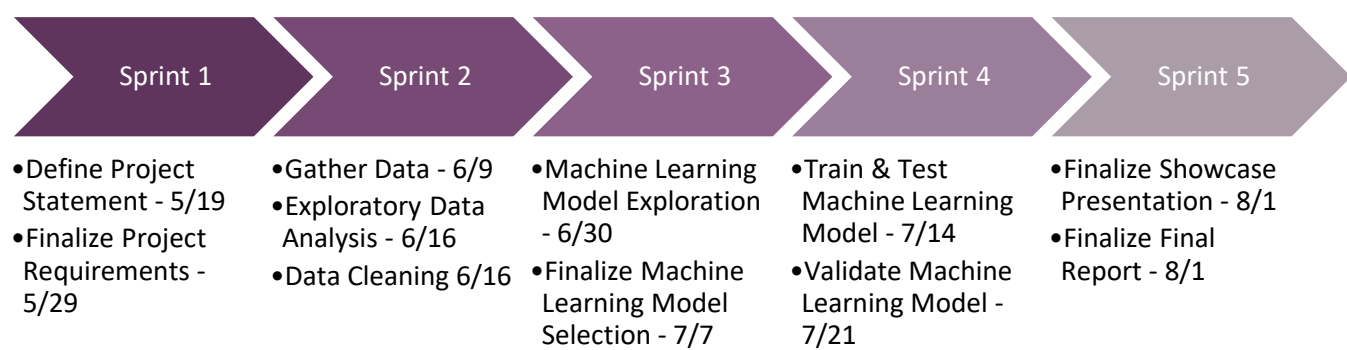 Sprint 1
Sprint 2
Sprint 3
Sprint 4
Sprint 5
•Define Project
Statement - 5/19
•Finalize Project
Requirements -
5/29
•Gather Data - 6/9
•Exploratory Data
Analysis - 6/16
•Data Cleaning 6/16
•Machine Learning
Model Exploration
- 6/30
•Finalize Machine
Learning Model
Selection - 7/7
•Train & Test
Machine Learning
Model - 7/14
•Validate Machine
Learning Model -
7/21
•Finalize Showcase
Presentation - 8/1
•Finalize Final
Report - 8/1